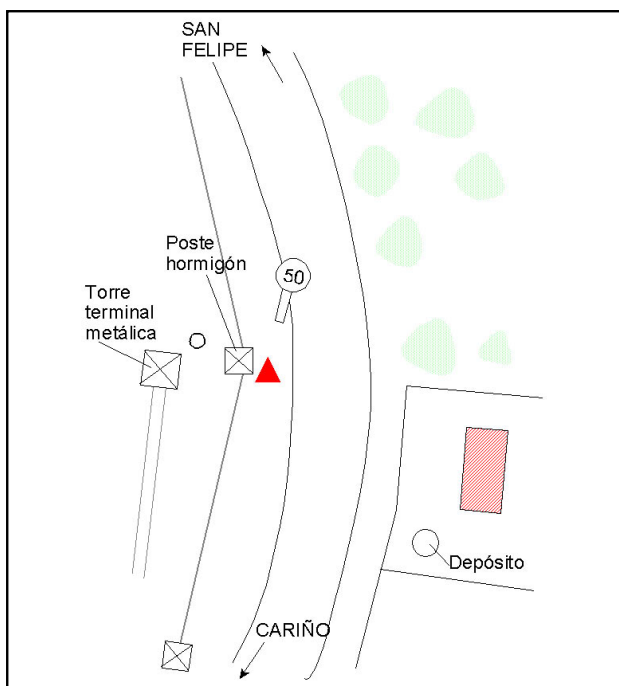 SAN
FELIPE
Poste
hormigón
50
Torre
terminal
metálica
Depósito
CARIÑO